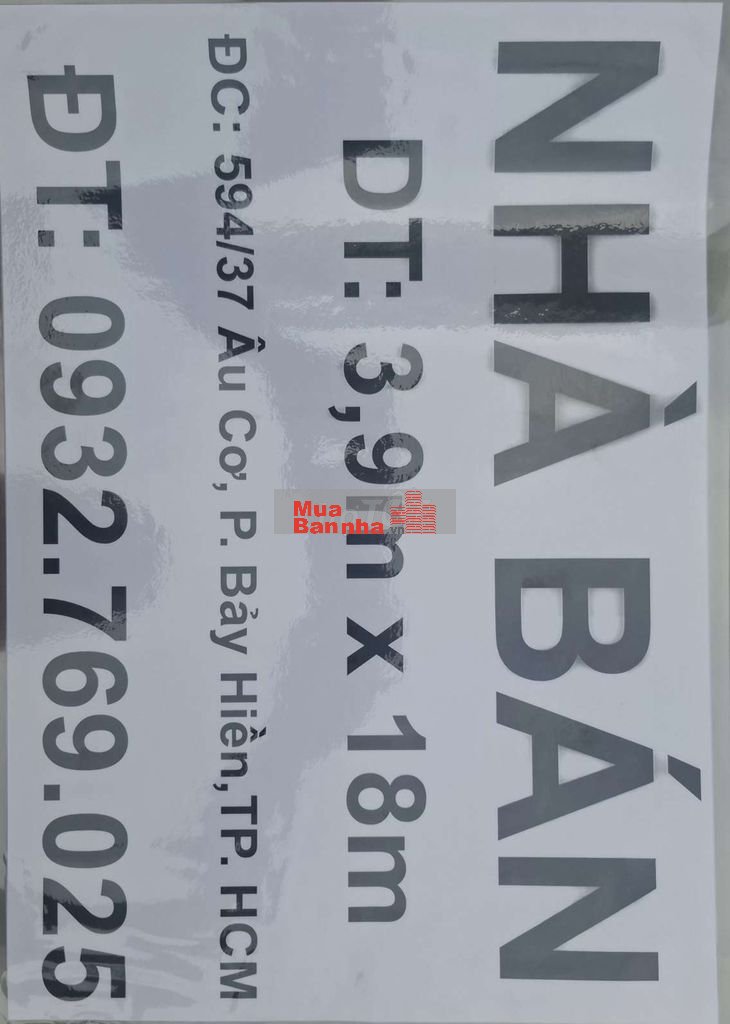 NHÀ BÁN
DT: 3,9m x 18m
ĐC: 594/37 Âu Cơ, P. Bảy Hiền,TP. HCM
ĐT: 0932.769.025
Mua
Bannha.vn